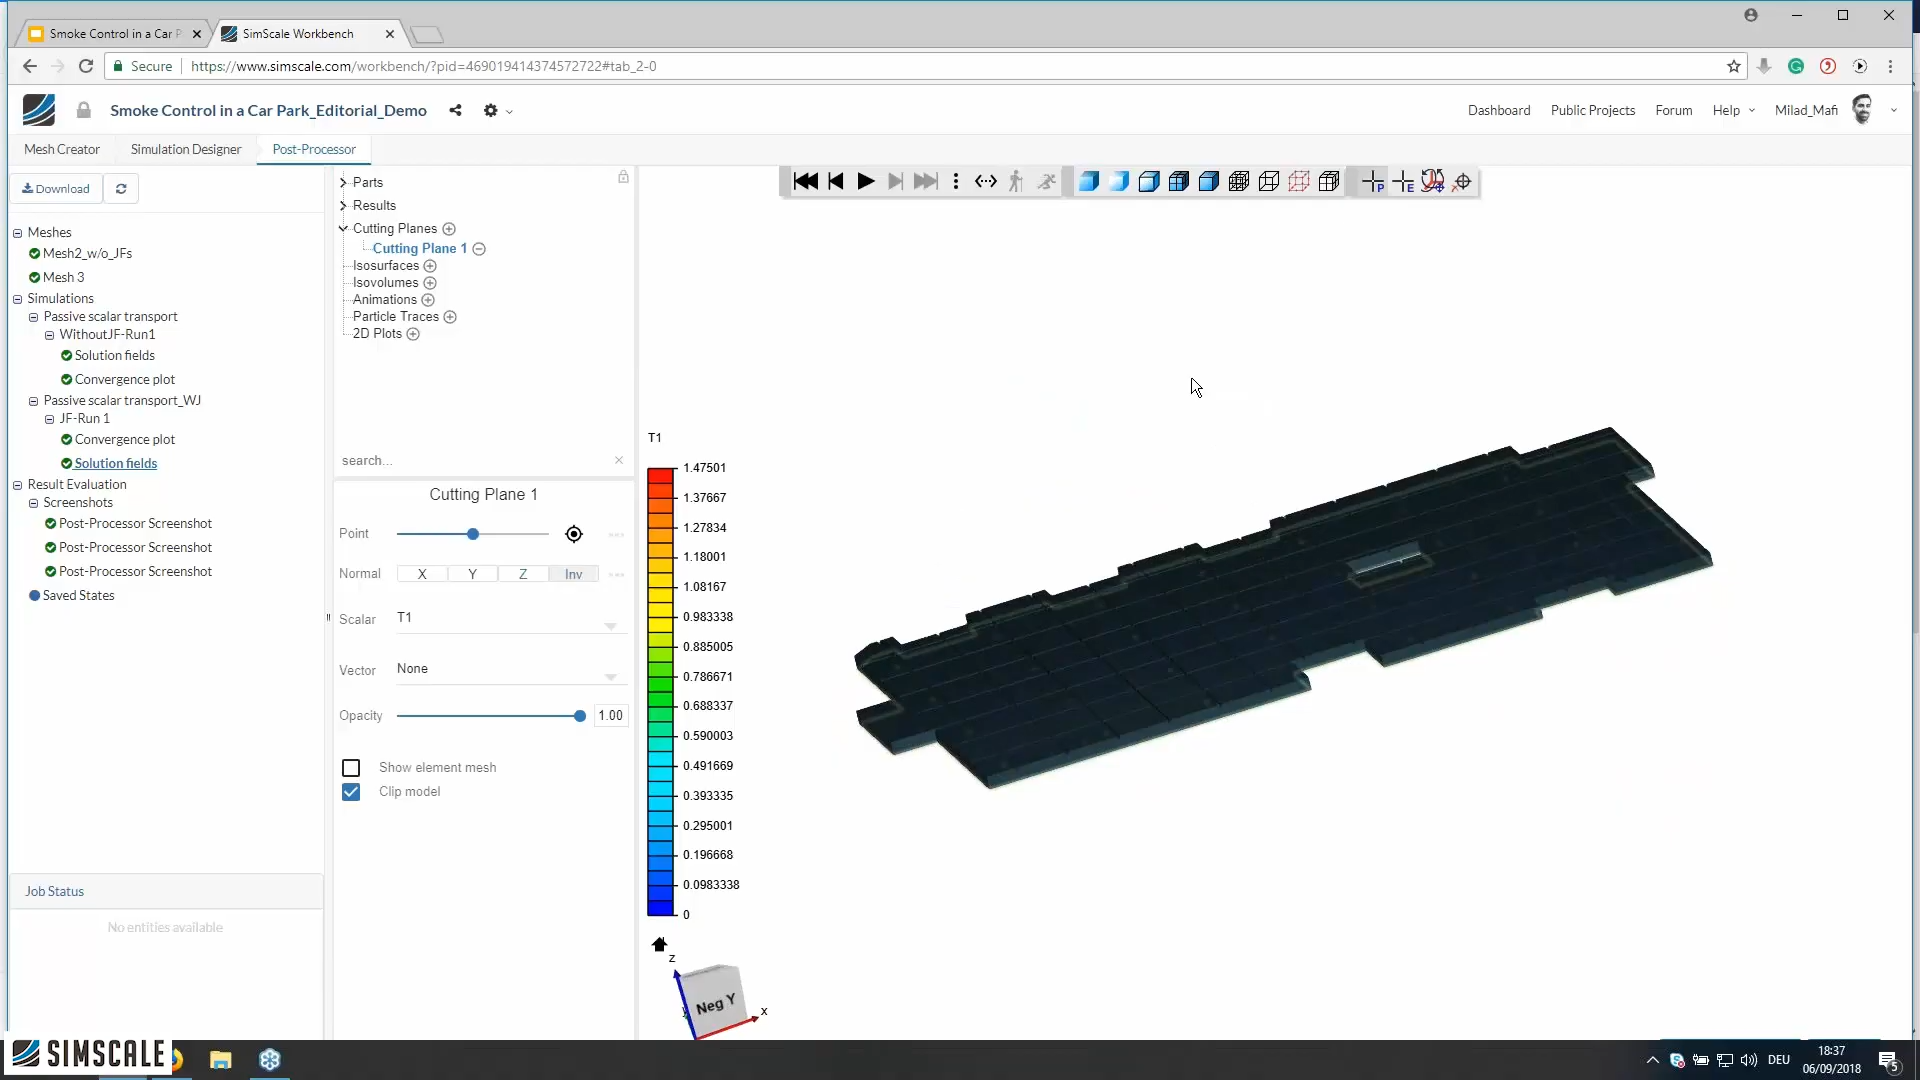 Smoke Control in a Car P
SimScale Workbench
Secure
https://www.simscale.com/workbench/?pid=469019414374572722#tab_2-0
Smoke Control in a Car Park_Editorial_Demo
Dashboard
Public Projects
Forum
Help
Milad_Mafi
Mesh Creator
Simulation Designer
Post-Processor
Download
Meshes
Mesh2_w/o_JFs
Mesh 3
Simulations
Passive scalar transport
WithoutJF-Run1
Solution fields
Convergence plot
Passive scalar transport_WJ
JF-Run 1
Convergence plot
Solution fields
Result Evaluation
Screenshots
Post-Processor Screenshot
Post-Processor Screenshot
Post-Processor Screenshot
Saved States
Job Status
No entities available
Parts
Results
Cutting Planes
Cutting Plane 1
Isosurfaces
Isovolumes
Animations
Particle Traces
2D Plots
search...
Cutting Plane 1
Point
Normal X Y Z Inv
Scalar T1
Vector None
Opacity 1.00
Show element mesh
Clip model
P
E
T1
1.47501
1.37667
1.27834
1.18001
1.08167
0.983338
0.885005
0.786671
0.688337
0.590003
0.491669
0.393335
0.295001
0.196668
0.0983338
0
z
Neg Y
x
SIMSCALE
DEU
18:37
06/09/2018
5